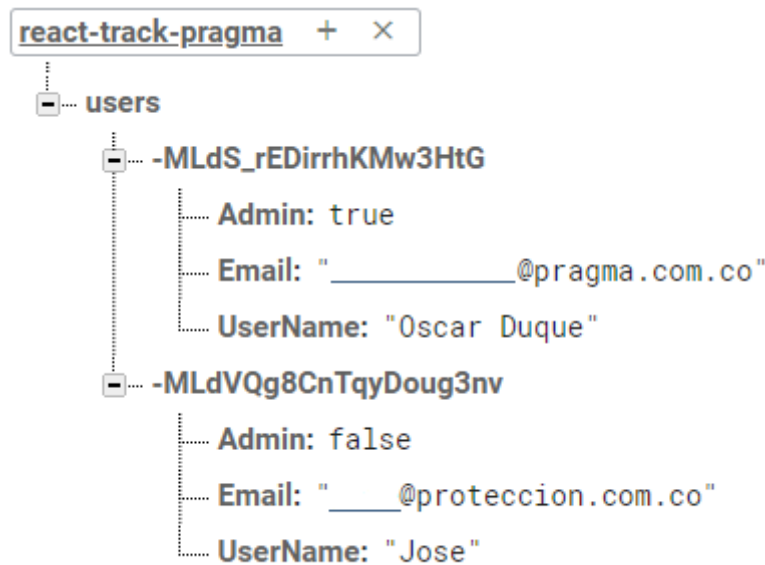 react-track-pragma + ×
users
-MLdS_rEDirrhKMw3HtG
Admin: true
Email: "___________@pragma.com.co"
UserName: "Oscar Duque"
-MLdVQg8CnTqyDoug3nv
Admin: false
Email: "____@proteccion.com.co"
UserName: "Jose"